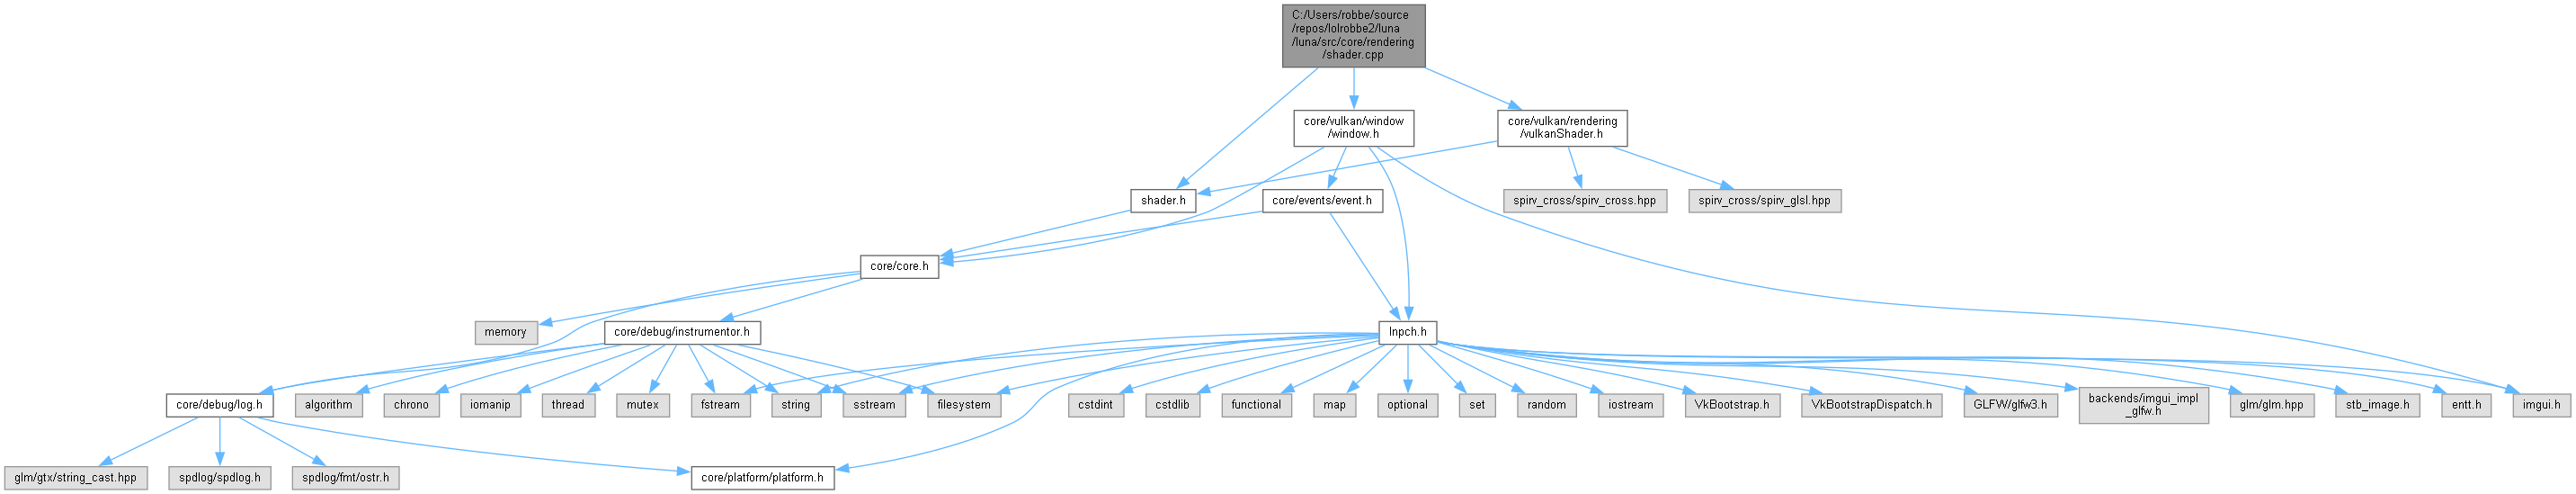 C:/Users/robbe/source
/repos/lolrobbe2/luna
/luna/src/core/rendering
/shader.cpp
core/vulkan/window
/window.h
core/vulkan/rendering
/vulkanShader.h
shader.h
core/events/event.h
spirv_cross/spirv_cross.hpp
spirv_cross/spirv_glsl.hpp
core/core.h
memory
core/debug/instrumentor.h
lnpch.h
core/debug/log.h
algorithm
chrono
iomanip
thread
mutex
fstream
string
sstream
filesystem
cstdint
cstdlib
functional
map
optional
set
random
iostream
VkBootstrap.h
VkBootstrapDispatch.h
GLFW/glfw3.h
backends/imgui_impl
_glfw.h
glm/glm.hpp
stb_image.h
entt.h
imgui.h
glm/gtx/string_cast.hpp
spdlog/spdlog.h
spdlog/fmt/ostr.h
core/platform/platform.h